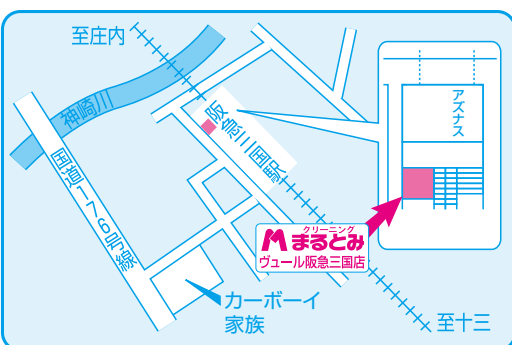 至庄内
神崎川
阪急三国駅
アズナス
国道176号線
クリーニング
まるとみ
ヴュール阪急三国店
カーボーイ
家族
至十三